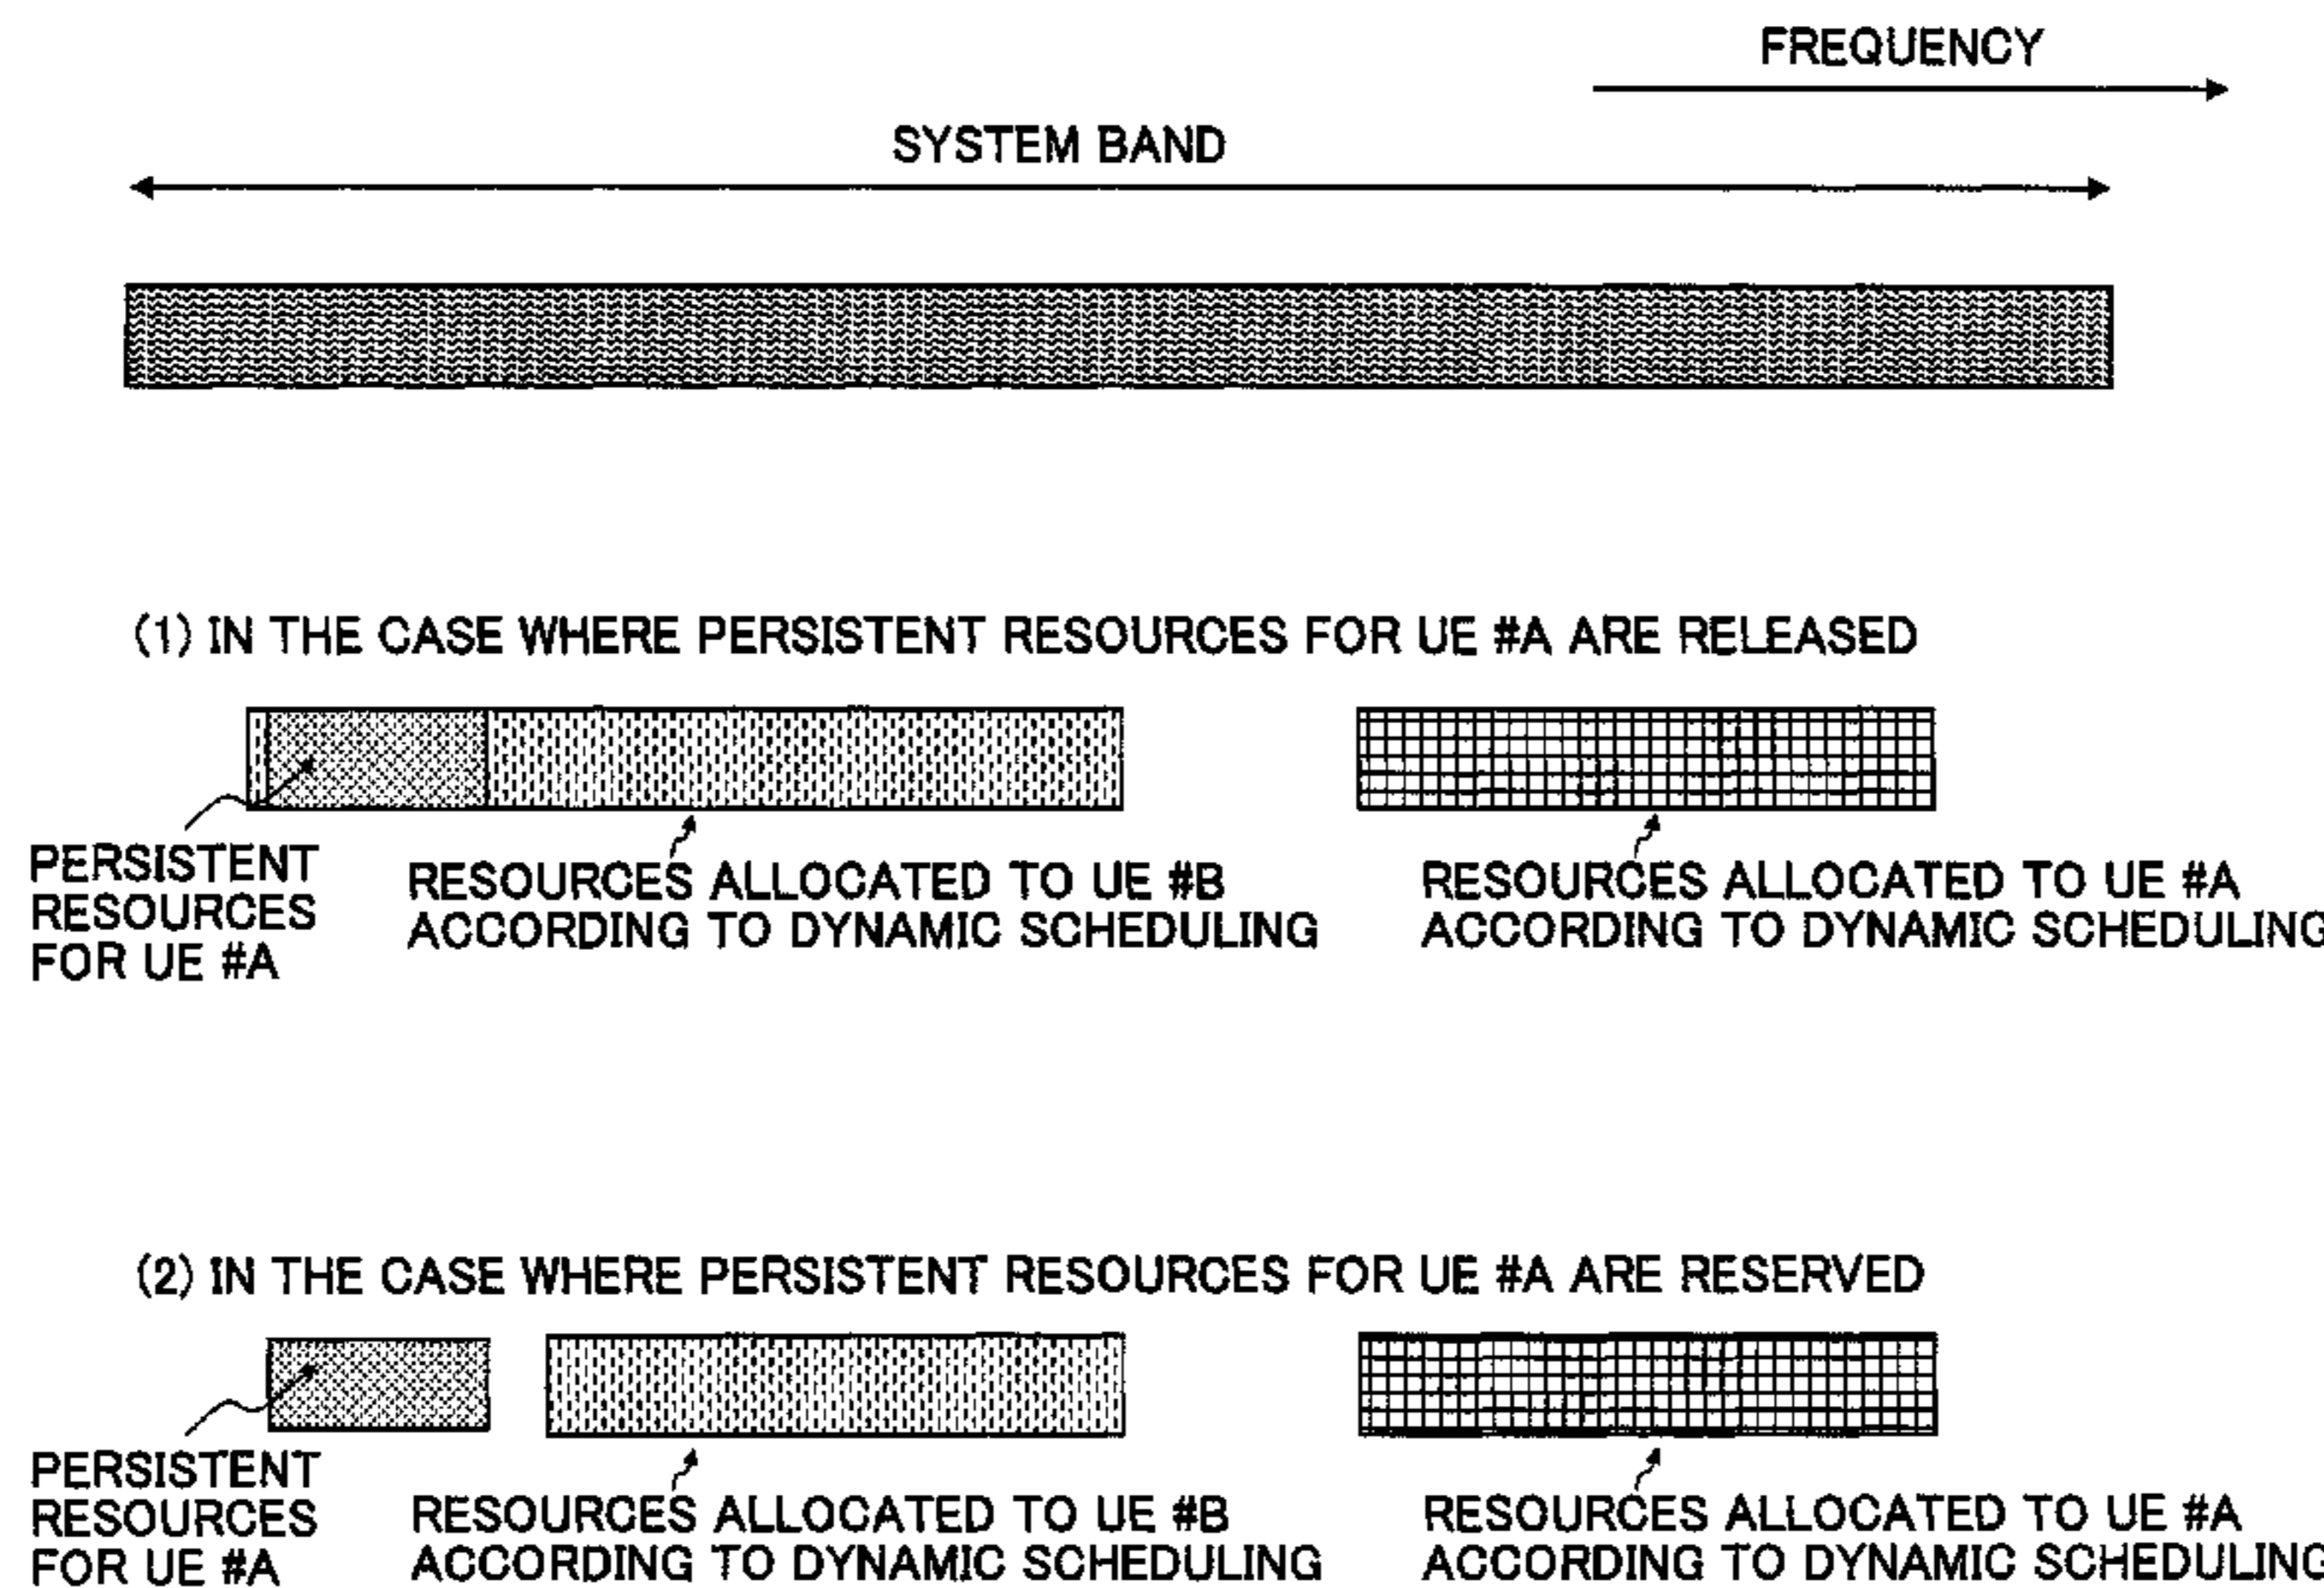 FREQUENCY
SYSTEM BAND
(1) IN THE CASE WHERE PERSISTENT RESOURCES FOR UE #A ARE RELEASED
PERSISTENT
RESOURCES
FOR UE #A
RESOURCES ALLOCATED TO UE #B
ACCORDING TO DYNAMIC SCHEDULING
RESOURCES ALLOCATED TO UE #A
ACCORDING TO DYNAMIC SCHEDULING
(2) IN THE CASE WHERE PERSISTENT RESOURCES FOR UE #A ARE RESERVED
PERSISTENT
RESOURCES
FOR UE #A
RESOURCES ALLOCATED TO UE #B
ACCORDING TO DYNAMIC SCHEDULING
RESOURCES ALLOCATED TO UE #A
ACCORDING TO DYNAMIC SCHEDULING